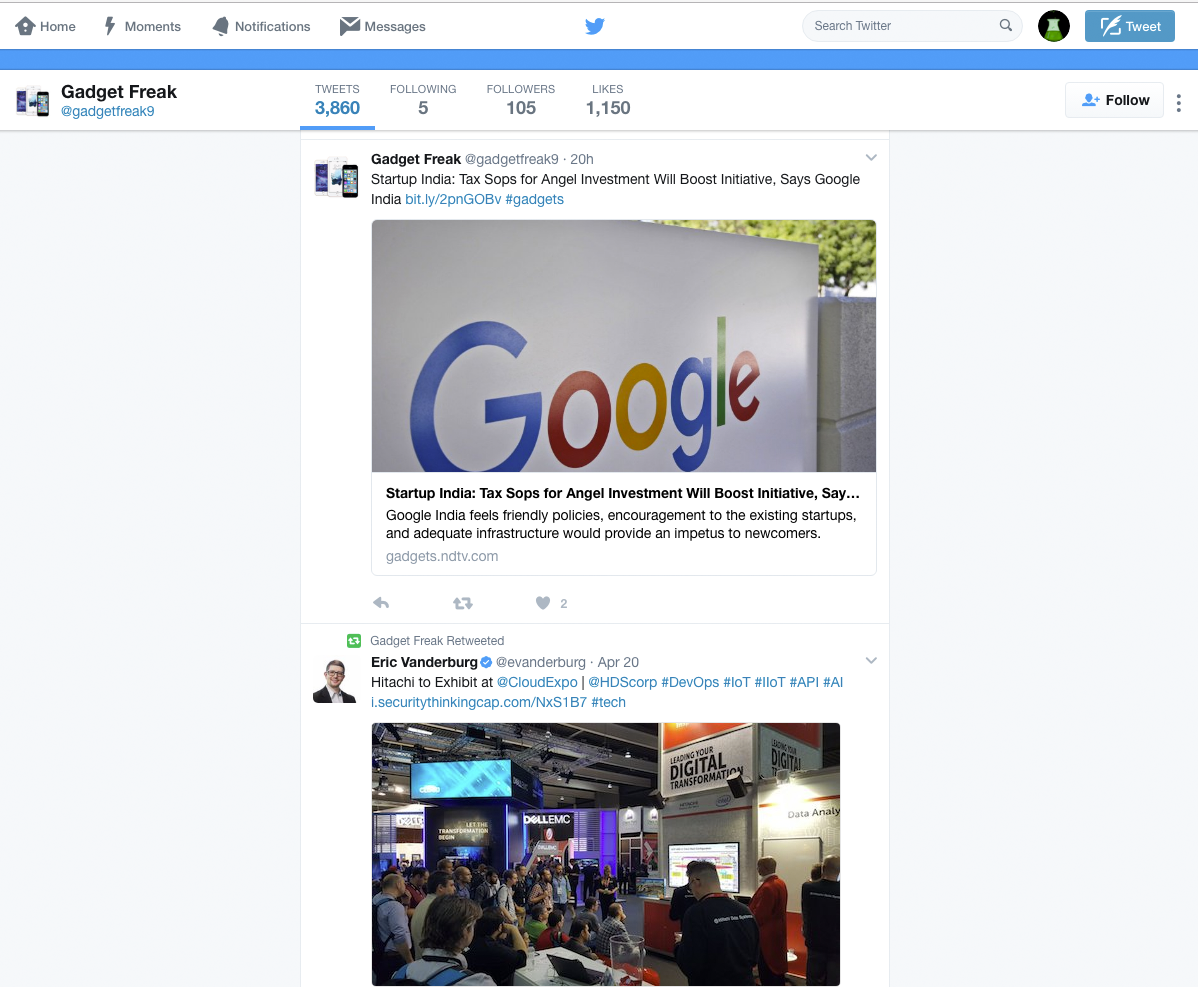 Home Moments Notifications Messages Search Twitter Tweet
Gadget Freak
@gadgetfreak9
TWEETS FOLLOWING FOLLOWERS LIKES
3,860 5 105 1,150
Follow
Gadget Freak @gadgetfreak9 · 20h
Startup India: Tax Sops for Angel Investment Will Boost Initiative, Says Google
India bit.ly/2pnGOBv #gadgets
Google
Startup India: Tax Sops for Angel Investment Will Boost Initiative, Say...
Google India feels friendly policies, encouragement to the existing startups,
and adequate infrastructure would provide an impetus to newcomers.
gadgets.ndtv.com
2
Gadget Freak Retweeted
Eric Vanderburg @evanderburg · Apr 20
Hitachi to Exhibit at @CloudExpo | @HDScorp #DevOps #IoT #IIoT #API #AI
i.securitythinkingcap.com/NxS1B7 #tech
LEADING YOUR
DIGITAL
TRANSFORMATION
LEADING YOUR
DIGITAL
HITACHI intel
Data Analy
LET THE
TRANSFORMATION
BEGIN
DELLEMC
DELLEMC